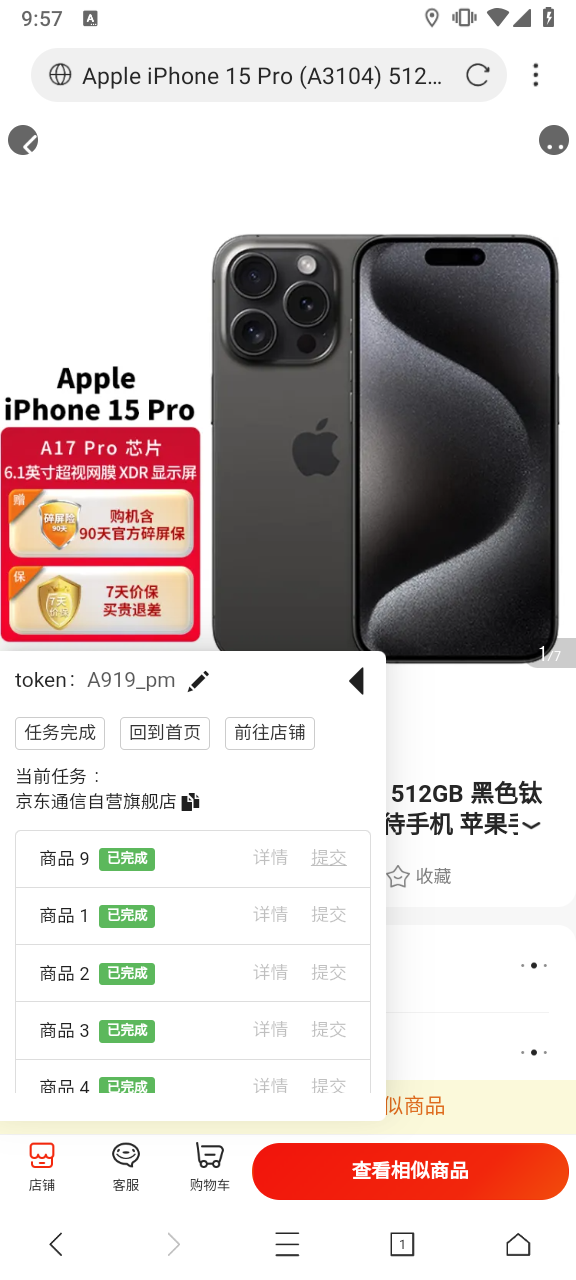 9:57
A
Apple iPhone 15 Pro (A3104) 512...
Apple
iPhone 15 Pro
A17 Pro 芯片
6.1英寸超视网膜 XDR 显示屏
赠
碎屏险
90天
购机含
90天官方碎屏保
保
7天
价保
7天价保
买贵退差
1/7
token: A919_pm
任务完成
回到首页
前往店铺
当前任务：
京东通信自营旗舰店
512GB 黑色钛
待手机 苹果手
收藏
商品 9 已完成 详情 提交
商品 1 已完成 详情 提交
商品 2 已完成 详情 提交
商品 3 已完成 详情 提交
商品 4 已完成 详情 提交
似商品
店铺
客服
购物车
查看相似商品
1